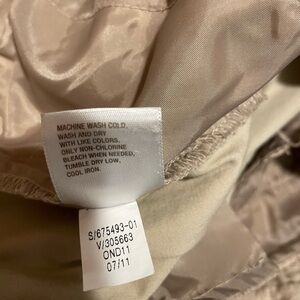 MACHINE WASH COLD,
WASH AND DRY
WITH LIKE COLORS.
ONLY NON-CHLORINE
BLEACH WHEN NEEDED,
TUMBLE DRY LOW,
COOL IRON.
S/675493-01
V/305663
OND11
07/11